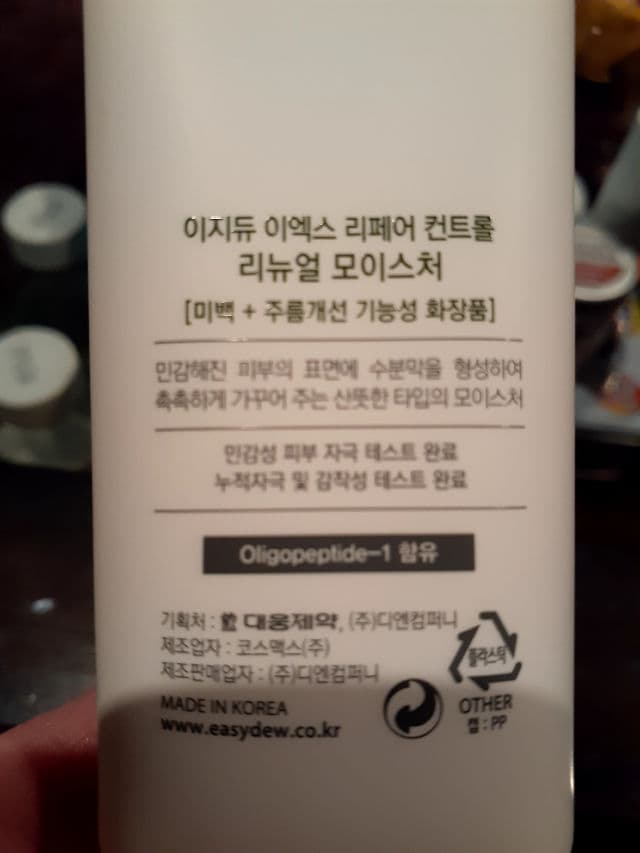 이지듀 이엑스 리페어 컨트롤
리뉴얼 모이스처
[미백 + 주름개선 기능성 화장품]
민감해진 피부의 표면에 수분막을 형성하여
촉촉하게 가꾸어 주는 산뜻한 타입의 모이스처
민감성 피부 자극 테스트 완료
누적자극 및 감작성 테스트 완료
Oligopeptide-1 함유
기획처 : 대웅제약, (주)디엔컴퍼니
제조업자 : 코스맥스(주)
제조판매업자 : (주)디엔컴퍼니
MADE IN KOREA
www.easydew.co.kr
플라스틱
OTHER
캡 : PP